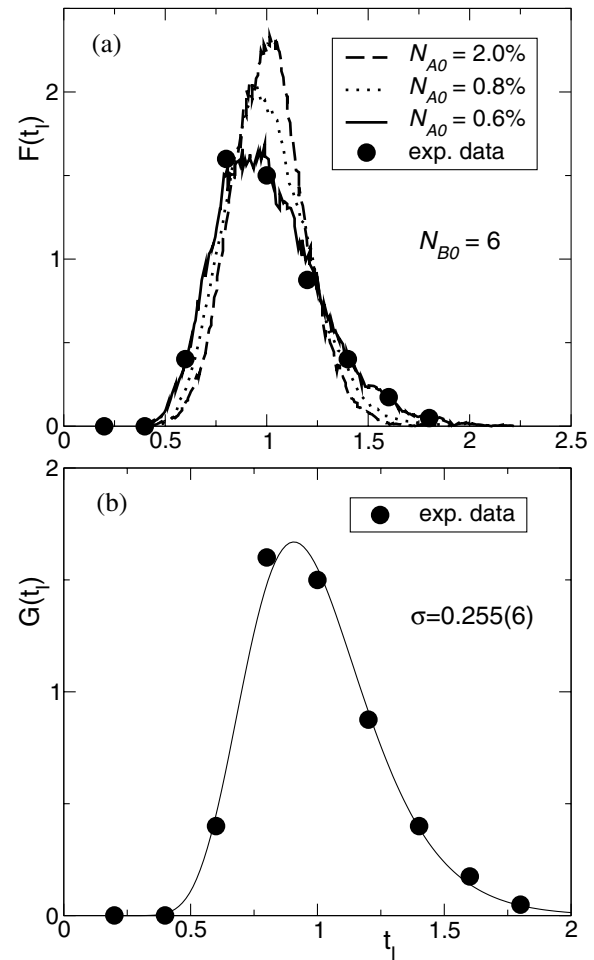 (a)
N_A0 = 2.0%
N_A0 = 0.8%
N_A0 = 0.6%
exp. data
N_B0 = 6
F(t_l)
2
1
0
0 0.5 1 1.5 2 2.5
(b)
exp. data
σ=0.255(6)
G(t_l)
2
1
0
0 0.5 1 1.5 2
t_l